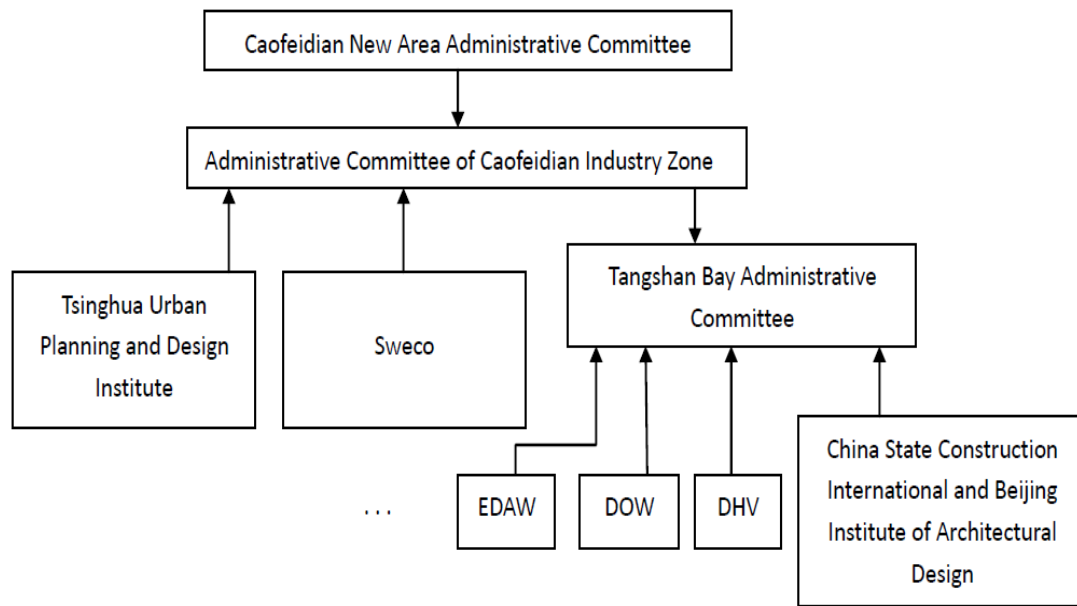 Caofeidian New Area Administrative Committee
Administrative Committee of Caofeidian Industry Zone
Tangshan Bay Administrative
Committee
Tsinghua Urban
Planning and Design
Institute
Sweco
China State Construction
International and Beijing
Institute of Architectural
Design
...
EDAW
DOW
DHV